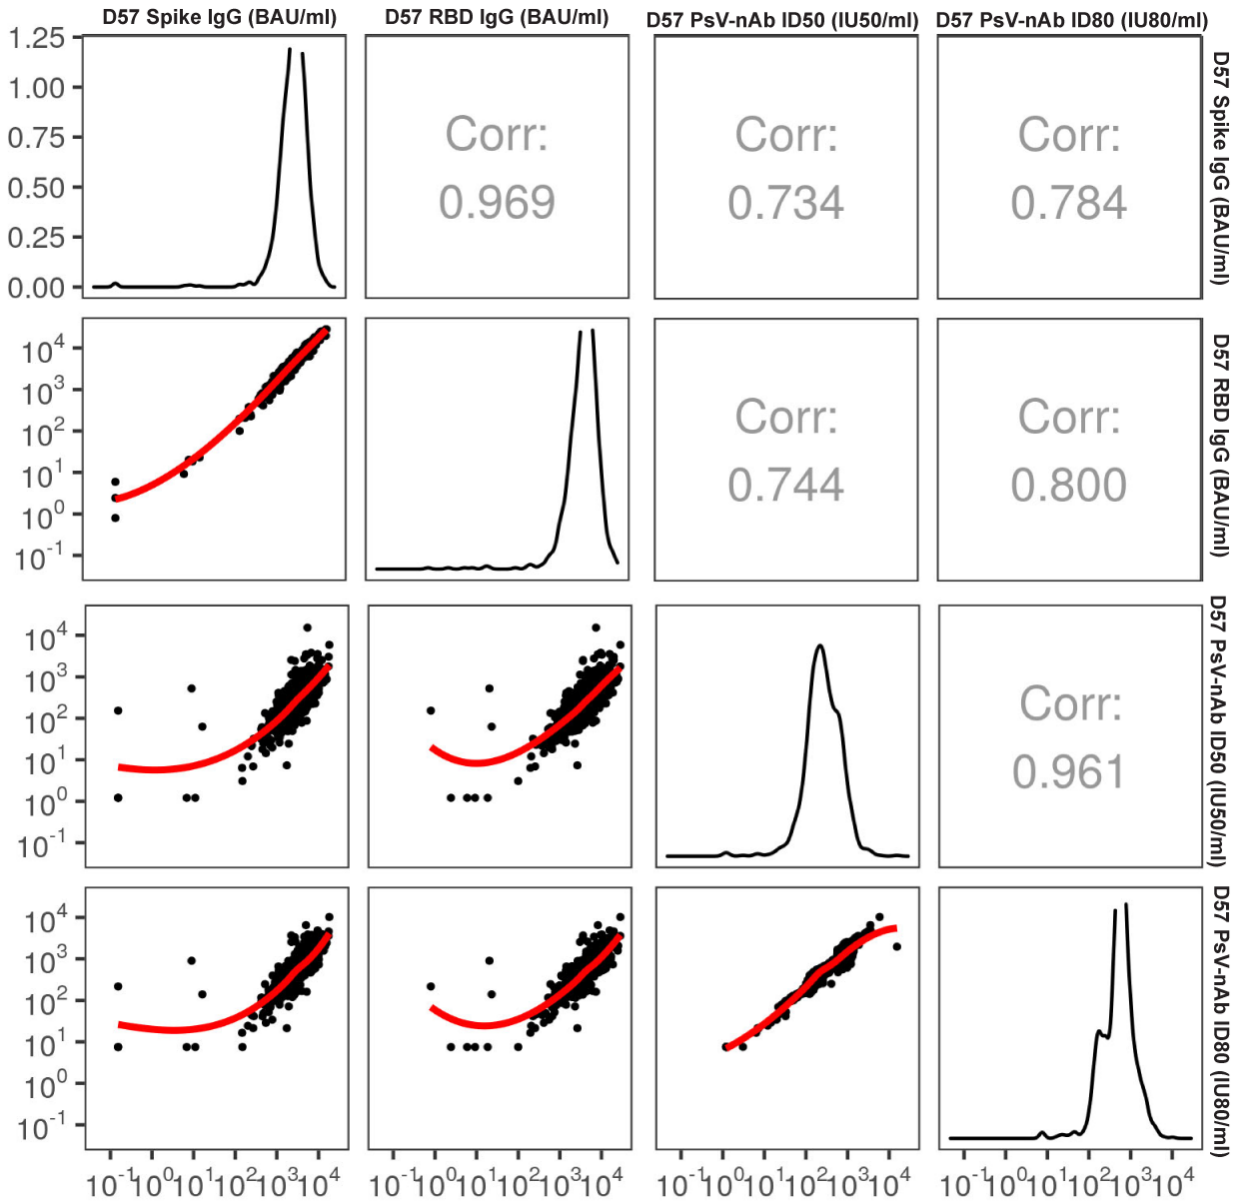 D57 Spike IgG (BAU/ml) D57 RBD IgG (BAU/ml) D57 PsV-nAb ID50 (IU50/ml) D57 PsV-nAb ID80 (IU80/ml)
1.25
1.00
0.75
0.50
0.25
0.00
Corr:
0.969
Corr:
0.734
Corr:
0.784
D57 Spike IgG (BAU/ml)
10⁴
10³
10²
10¹
10⁰
10⁻¹
Corr:
0.744
Corr:
0.800
D57 RBD IgG (BAU/ml)
10⁴
10³
10²
10¹
10⁰
10⁻¹
Corr:
0.961
D57 PsV-nAb ID50 (IU50/ml)
10⁴
10³
10²
10¹
10⁰
10⁻¹
D57 PsV-nAb ID80 (IU80/ml)
10⁻¹10⁰10¹10²10³10⁴ 10⁻¹10⁰10¹10²10³10⁴ 10⁻¹10⁰10¹10²10³10⁴ 10⁻¹10⁰10¹10²10³10⁴